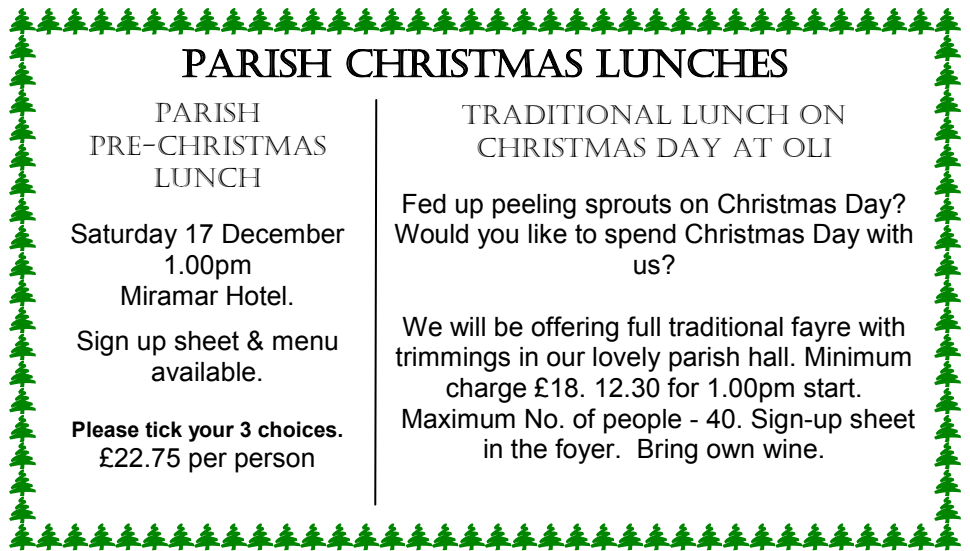 PARISH CHRISTMAS LUNCHES
PARISH
PRE-CHRISTMAS
LUNCH
Saturday 17 December
1.00pm
Miramar Hotel.
Sign up sheet & menu
available.
Please tick your 3 choices.
£22.75 per person
TRADITIONAL LUNCH ON
CHRISTMAS DAY AT OLI
Fed up peeling sprouts on Christmas Day?
Would you like to spend Christmas Day with
us?
We will be offering full traditional fayre with
trimmings in our lovely parish hall. Minimum
charge £18. 12.30 for 1.00pm start.
Maximum No. of people - 40. Sign-up sheet
in the foyer.  Bring own wine.